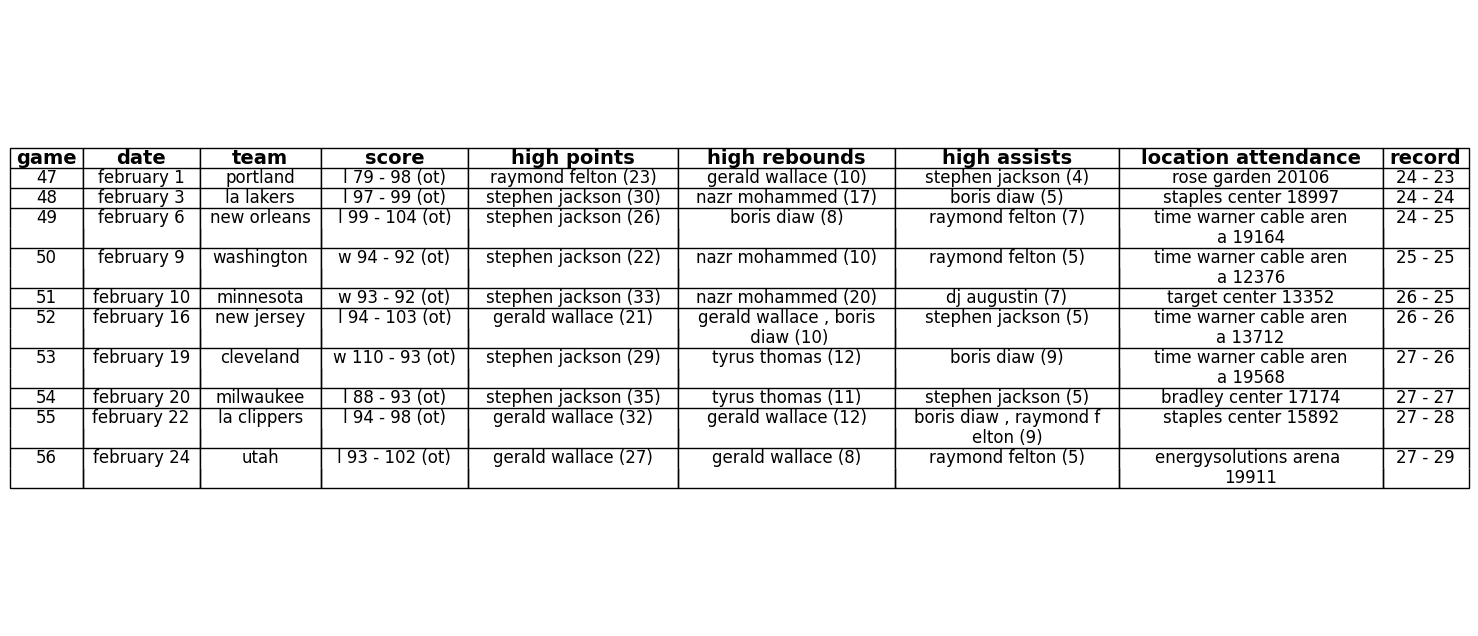 game date team score high points high rebounds high assists location attendance record
47 february 1 portland l 79 - 98 (ot) raymond felton (23) gerald wallace (10) stephen jackson (4) rose garden 20106 24 - 23
48 february 3 la lakers l 97 - 99 (ot) stephen jackson (30) nazr mohammed (17) boris diaw (5) staples center 18997 24 - 24
49 february 6 new orleans l 99 - 104 (ot) stephen jackson (26) boris diaw (8) raymond felton (7) time warner cable aren 24 - 25
a 19164
50 february 9 washington w 94 - 92 (ot) stephen jackson (22) nazr mohammed (10) raymond felton (5) time warner cable aren 25 - 25
a 12376
51 february 10 minnesota w 93 - 92 (ot) stephen jackson (33) nazr mohammed (20) dj augustin (7) target center 13352 26 - 25
52 february 16 new jersey l 94 - 103 (ot) gerald wallace (21) gerald wallace , boris stephen jackson (5) time warner cable aren 26 - 26
diaw (10) a 13712
53 february 19 cleveland w 110 - 93 (ot) stephen jackson (29) tyrus thomas (12) boris diaw (9) time warner cable aren 27 - 26
a 19568
54 february 20 milwaukee l 88 - 93 (ot) stephen jackson (35) tyrus thomas (11) stephen jackson (5) bradley center 17174 27 - 27
55 february 22 la clippers l 94 - 98 (ot) gerald wallace (32) gerald wallace (12) boris diaw , raymond f staples center 15892 27 - 28
elton (9)
56 february 24 utah l 93 - 102 (ot) gerald wallace (27) gerald wallace (8) raymond felton (5) energysolutions arena 27 - 29
19911